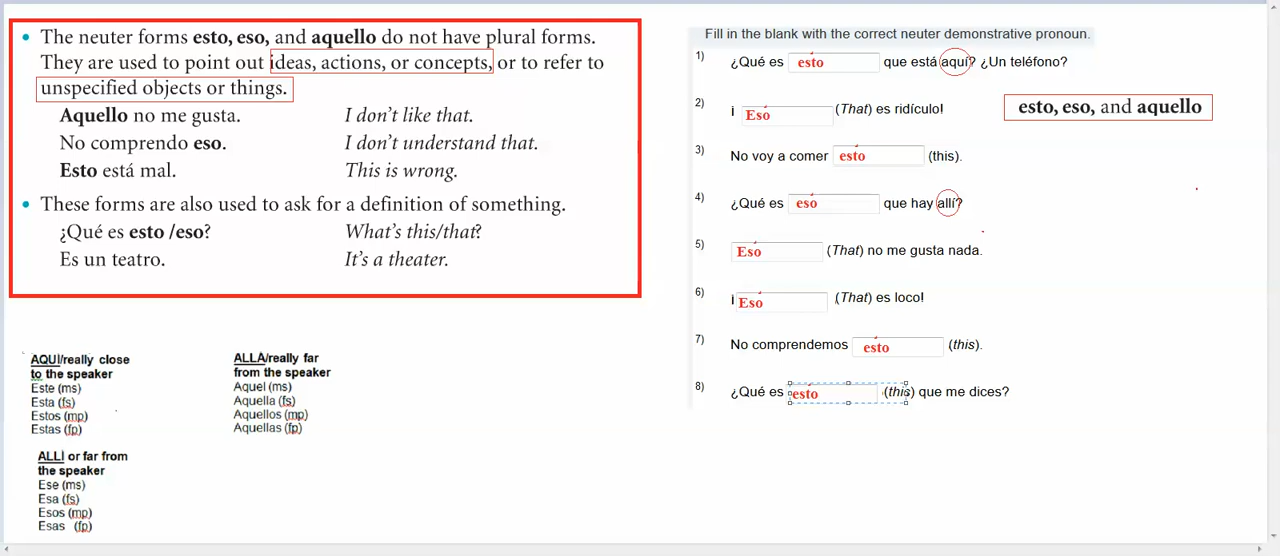 • The neuter forms esto, eso, and aquello do not have plural forms.
They are used to point out ideas, actions, or concepts, or to refer to
unspecified objects or things.
Aquello no me gusta. I don't like that.
No comprendo eso. I don't understand that.
Esto está mal. This is wrong.
• These forms are also used to ask for a definition of something.
¿Qué es esto /eso? What's this/that?
Es un teatro. It's a theater.
AQUI/really close
to the speaker
Este (ms)
Esta (fs)
Estos (mp)
Estas (fp)
ALLÁ/really far
from the speaker
Aquel (ms)
Aquella (fs)
Aquellos (mp)
Aquellas (fp)
ALLI or far from
the speaker
Ese (ms)
Esa (fs)
Esos (mp)
Esas (fp)
Fill in the blank with the correct neuter demonstrative pronoun.
1) ¿Qué es esto que está aquí? ¿Un teléfono?
2) ¡ Eso (That) es ridículo!
esto, eso, and aquello
3) No voy a comer esto (this).
4) ¿Qué es eso que hay allí?
5) Eso (That) no me gusta nada.
6) ¡ Eso (That) es loco!
7) No comprendemos esto (this).
8) ¿Qué es esto (this) que me dices?